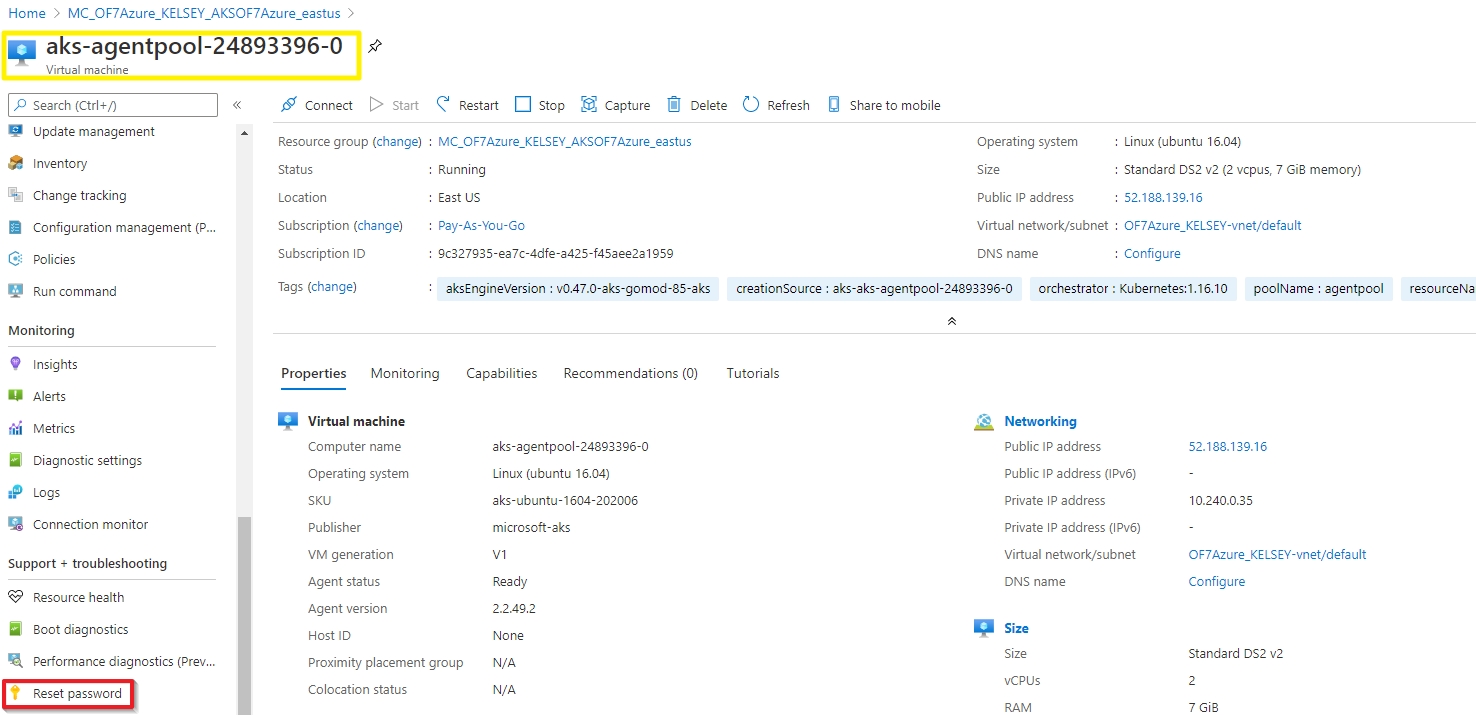 Home > MC_OF7Azure_KELSEY_AKSOF7Azure_eastus >
aks-agentpool-24893396-0
Virtual machine
Search (Ctrl+/)
«
Update management
Inventory
Change tracking
Configuration management (P...
Policies
Run command
Monitoring
Insights
Alerts
Metrics
Diagnostic settings
Logs
Connection monitor
Support + troubleshooting
Resource health
Boot diagnostics
Performance diagnostics (Prev...
Reset password
Connect Start Restart Stop Capture Delete Refresh Share to mobile
Resource group (change) : MC_OF7Azure_KELSEY_AKSOF7Azure_eastus
Status : Running
Location : East US
Subscription (change) : Pay-As-You-Go
Subscription ID : 9c327935-ea7c-4dfe-a425-f45aee2a1959
Operating system : Linux (ubuntu 16.04)
Size : Standard DS2 v2 (2 vcpus, 7 GiB memory)
Public IP address : 52.188.139.16
Virtual network/subnet : OF7Azure_KELSEY-vnet/default
DNS name : Configure
Tags (change) : aksEngineVersion : v0.47.0-aks-gomod-85-aks creationSource : aks-aks-agentpool-24893396-0 orchestrator : Kubernetes:1.16.10 poolName : agentpool resourceNa
Properties Monitoring Capabilities Recommendations (0) Tutorials
Virtual machine
Computer name aks-agentpool-24893396-0
Operating system Linux (ubuntu 16.04)
SKU aks-ubuntu-1604-202006
Publisher microsoft-aks
VM generation V1
Agent status Ready
Agent version 2.2.49.2
Host ID None
Proximity placement group N/A
Colocation status N/A
Networking
Public IP address 52.188.139.16
Public IP address (IPv6) -
Private IP address 10.240.0.35
Private IP address (IPv6) -
Virtual network/subnet OF7Azure_KELSEY-vnet/default
DNS name Configure
Size
Size Standard DS2 v2
vCPUs 2
RAM 7 GiB